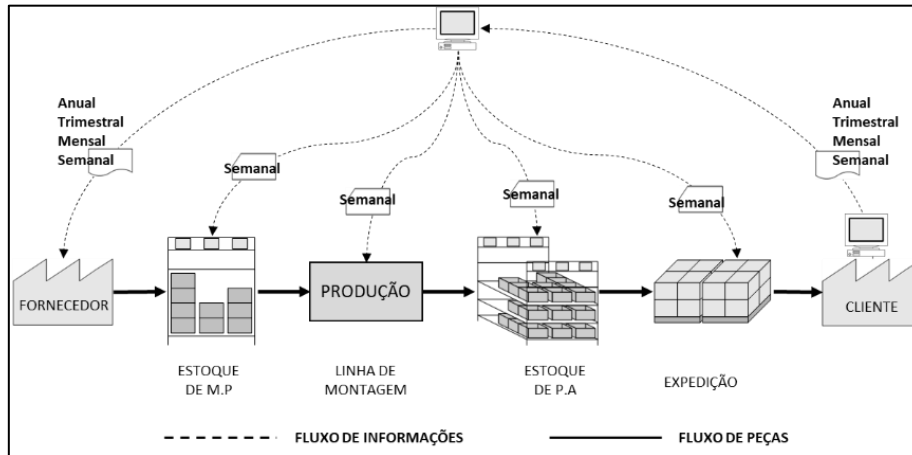 Anual
Trimestral
Mensal
Semanal
Anual
Trimestral
Mensal
Semanal
Semanal
Semanal
Semanal
Semanal
FORNECEDOR
PRODUÇÃO
CLIENTE
ESTOQUE
DE M.P
LINHA DE
MONTAGEM
ESTOQUE
DE P.A
EXPEDIÇÃO
FLUXO DE INFORMAÇÕES
FLUXO DE PEÇAS